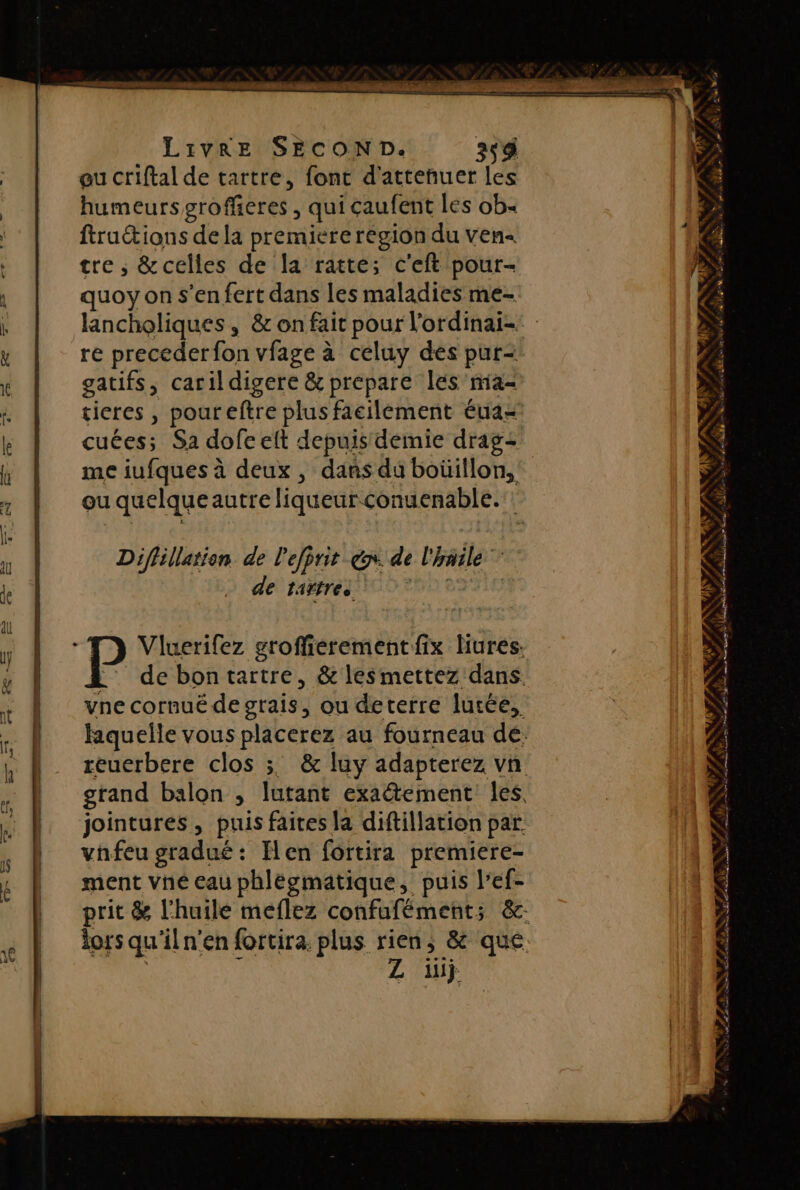 LIVRE SECOND. 359
ou criſtal de tartre, font d'attenuer les
humeurs groſſieres, qui cauſent les ob-
ſtructions de la premiere region du ven-
tre, & celles de la ratte; c'eſt pour-
quoy on s'en ſert dans les maladies me-
lancholiques, & on fait pour l'ordinai-
re preceder ſon vſage à celuy des pur-
gatifs, car il digere & prepare les ma-
tieres, pour eſtre plus facilement éua-
cuées; Sa doſe eſt depuis demie drag-
me iuſques à deux, dans du boüillon,
ou quelque autre liqueur conuenable.
Diſtillation de l'eſprit & de l'huile
de tartre.
PVluerifez groſſierement ſix liures
de bon tartre, & les mettez dans
vne cornuë de grais, ou de terre lutée,
laquelle vous placerez au fourneau de
reuerbere clos; & luy adapterez vn
grand balon, lutant exactement les
jointures, puis faites la diſtillation par
vn feu gradué: Il en ſortira premiere-
ment vne eau phlegmatique, puis l'eſ-
prit & l'huile meſlez confuſément; &
lors qu'il n'en ſortira plus rien, & que
Z iiij